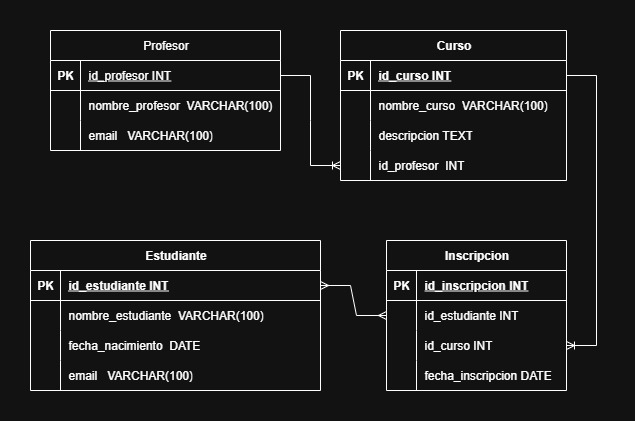 Profesor
PK id_profesor INT
nombre_profesor VARCHAR(100)
email VARCHAR(100)
Curso
PK id_curso INT
nombre_curso VARCHAR(100)
descripcion TEXT
id_profesor INT
Estudiante
PK id_estudiante INT
nombre_estudiante VARCHAR(100)
fecha_nacimiento DATE
email VARCHAR(100)
Inscripcion
PK id_inscripcion INT
id_estudiante INT
id_curso INT
fecha_inscripcion DATE